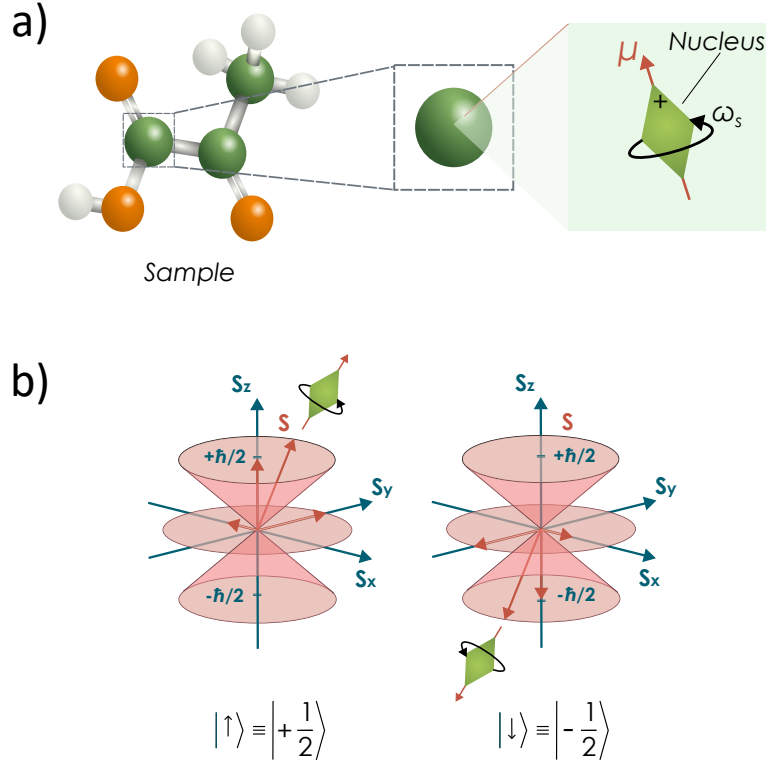 a)
Nucleus
μ
+
ωs
Sample
b)
Sz
S
+ħ/2
Sy
Sx
-ħ/2
|↑⟩ ≡ |+ 1/2⟩
Sz
S
+ħ/2
Sy
Sx
-ħ/2
|↓⟩ ≡ |- 1/2⟩